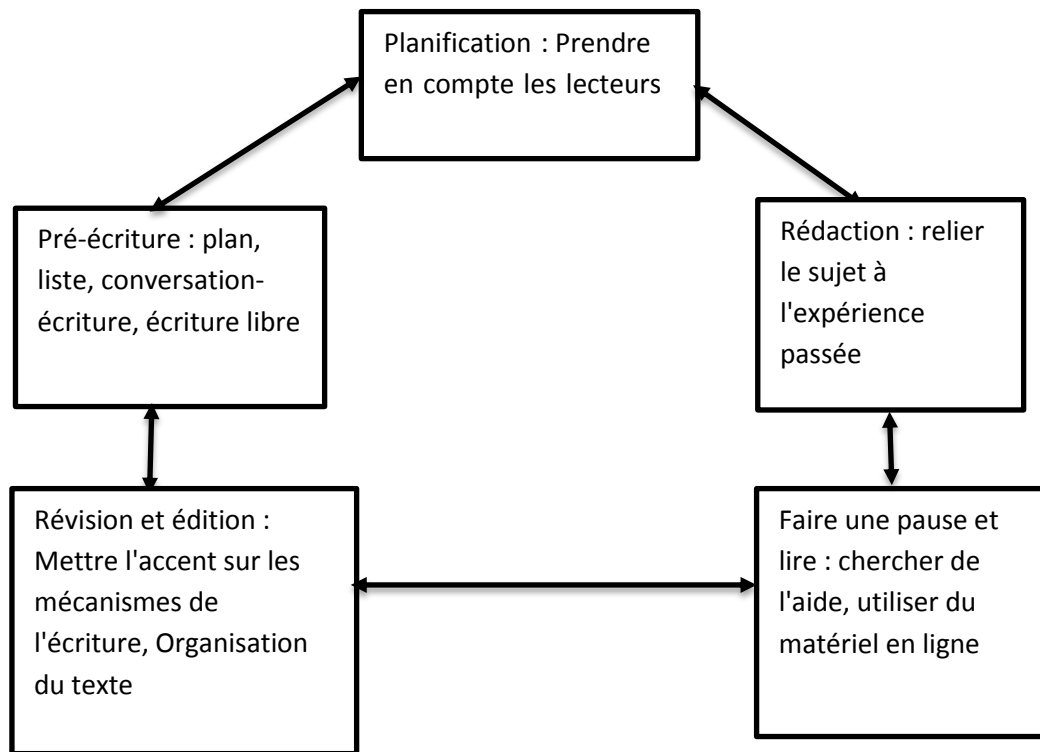 Planification : Prendre
en compte les lecteurs
Pré-écriture : plan,
liste, conversation-
écriture, écriture libre
Rédaction : relier
le sujet à
l'expérience
passée
Révision et édition :
Mettre l'accent sur les
mécanismes de
l'écriture, Organisation
du texte
Faire une pause et
lire : chercher de
l'aide, utiliser du
matériel en ligne